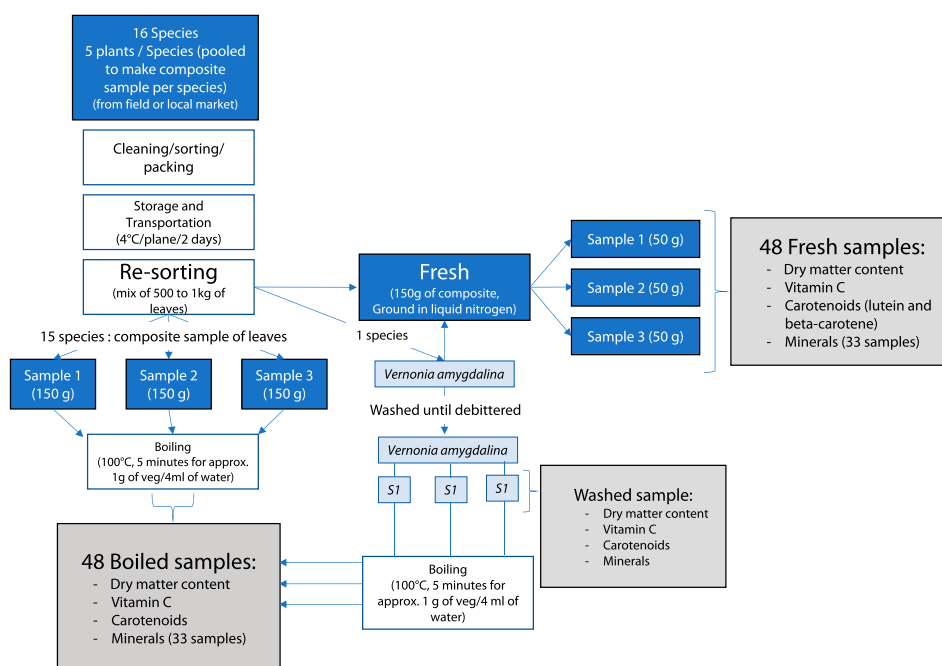 16 Species
5 plants / Species (pooled
to make composite
sample per species)
(from field or local market)
Cleaning/sorting/
packing
Storage and
Transportation
(4°C/plane/2 days)
Re-sorting
(mix of 500 to 1kg of
leaves)
Fresh
(150g of composite,
Ground in liquid nitrogen)
Sample 1 (50 g)
Sample 2 (50 g)
Sample 3 (50 g)
48 Fresh samples:
- Dry matter content
- Vitamin C
- Carotenoids (lutein and
beta-carotene)
- Minerals (33 samples)
15 species : composite sample of leaves
1 species
Sample 1
(150 g)
Sample 2
(150 g)
Sample 3
(150 g)
Vernonia amygdalina
Washed until debittered
Vernonia amygdalina
S1
S1
S1
Washed sample:
- Dry matter content
- Vitamin C
- Carotenoids
- Minerals
Boiling
(100°C, 5 minutes for approx.
1g of veg/4ml of water)
48 Boiled samples:
- Dry matter content
- Vitamin C
- Carotenoids
- Minerals (33 samples)
Boiling
(100°C, 5 minutes for
approx. 1 g of veg/4 ml of
water)